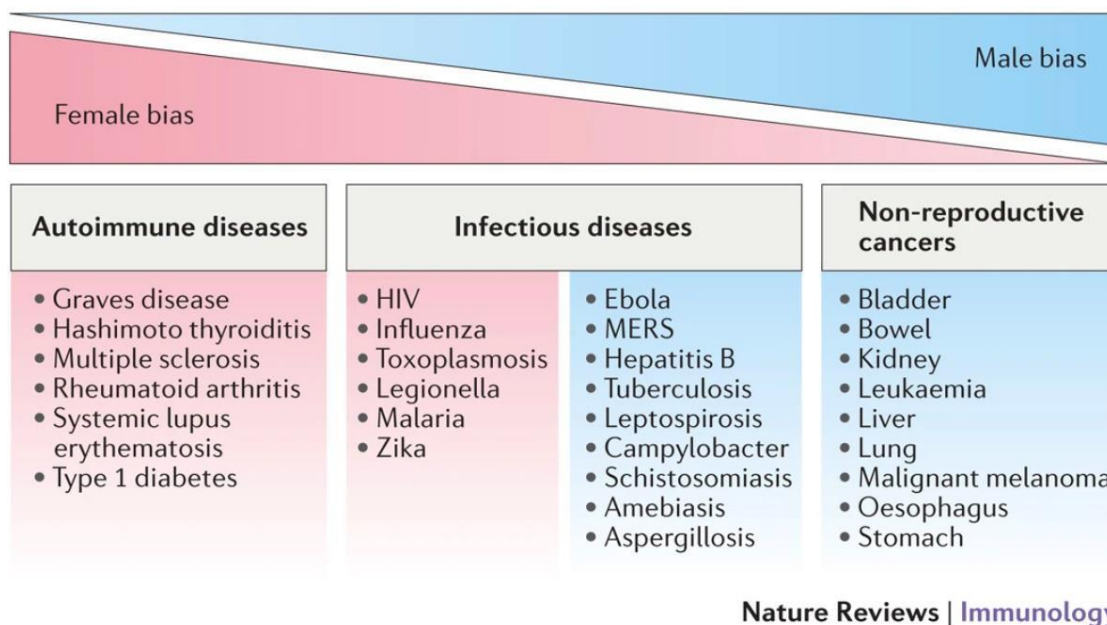 Male bias
Female bias
Autoimmune diseases
Infectious diseases
Non-reproductive
cancers
• Graves disease
• Hashimoto thyroiditis
• Multiple sclerosis
• Rheumatoid arthritis
• Systemic lupus
erythematosis
• Type 1 diabetes
• HIV
• Influenza
• Toxoplasmosis
• Legionella
• Malaria
• Zika
• Ebola
• MERS
• Hepatitis B
• Tuberculosis
• Leptospirosis
• Campylobacter
• Schistosomiasis
• Amebiasis
• Aspergillosis
• Bladder
• Bowel
• Kidney
• Leukaemia
• Liver
• Lung
• Malignant melanoma
• Oesophagus
• Stomach
Nature Reviews | Immunology